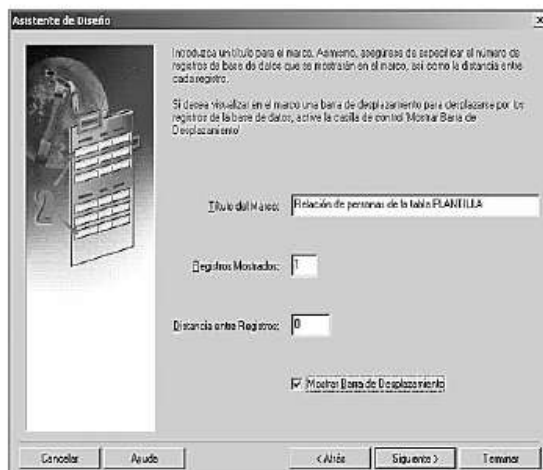 Asistente de Diseño
Introduzca un título para el marco. Asimismo, asegúrese de especificar el número de
registros de base de datos que se mostrarán en el marco, así como la distancia entre
cada registro.
Si desea visualizar en el marco una barra de desplazamiento para desplazarse por los
registros de la base de datos, active la casilla de control 'Mostrar Barra de
Desplazamiento'
Título del Marco: Relación de personas de la tabla PLANTILLA
Registros Mostrados: 1
Distancia entre Registros: 0
Mostrar Barra de Desplazamiento
Cancelar Ayuda < Atrás Siguiente > Terminar